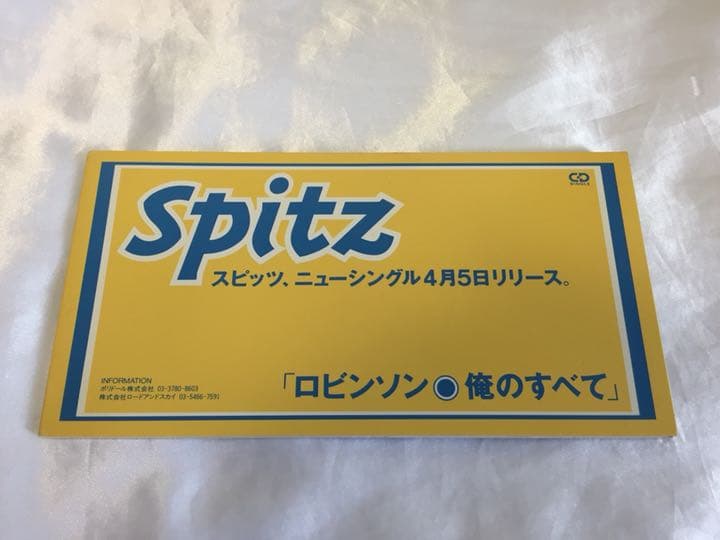 CD
SINGLE
Spitz
スピッツ、ニューシングル4月5日リリース。
INFORMATION
ポリドール株式会社 03-3780-8603
株式会社ロードアンドスカイ 03-5466-7591
「ロビンソン◉俺のすべて」